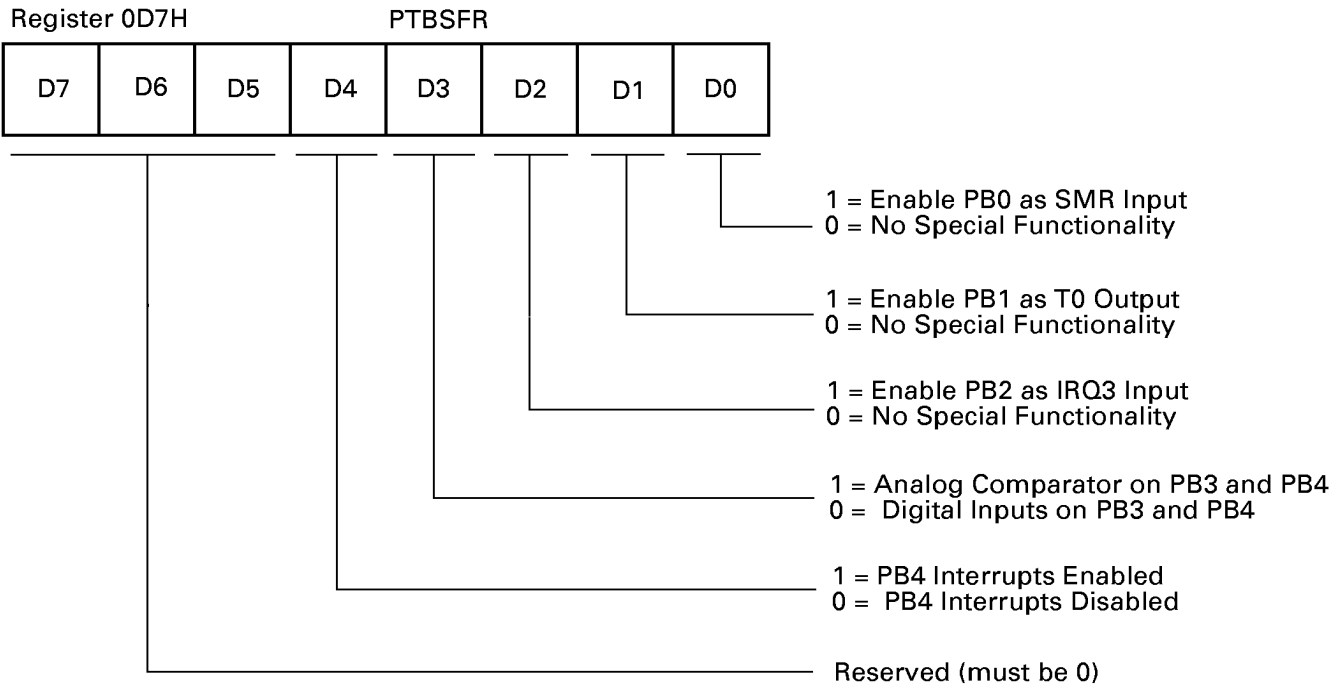 Register 0D7H PTBSFR
D7 D6 D5 D4 D3 D2 D1 D0
1 = Enable PB0 as SMR Input
0 = No Special Functionality
1 = Enable PB1 as T0 Output
0 = No Special Functionality
1 = Enable PB2 as IRQ3 Input
0 = No Special Functionality
1 = Analog Comparator on PB3 and PB4
0 = Digital Inputs on PB3 and PB4
1 = PB4 Interrupts Enabled
0 = PB4 Interrupts Disabled
Reserved (must be 0)